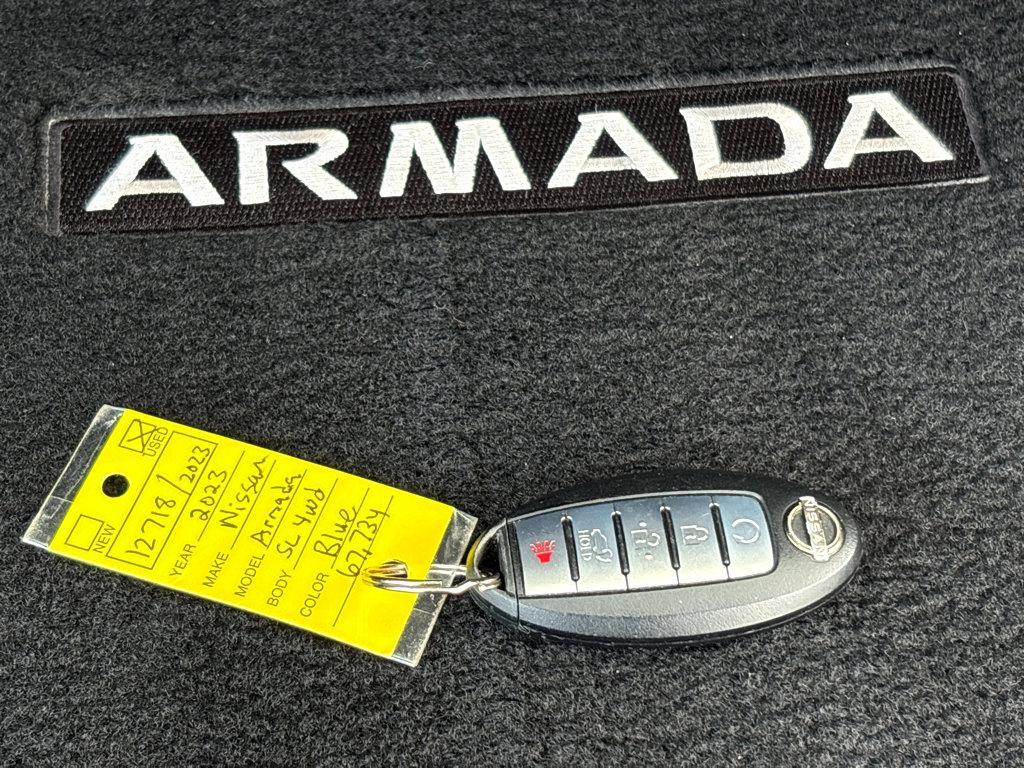 ARMADA
USED
NEW
12718/2023
YEAR 2023
MAKE Nissan
MODEL Armada
BODY SL 4wd
COLOR Blue
67,734
HOLD
NISSAN